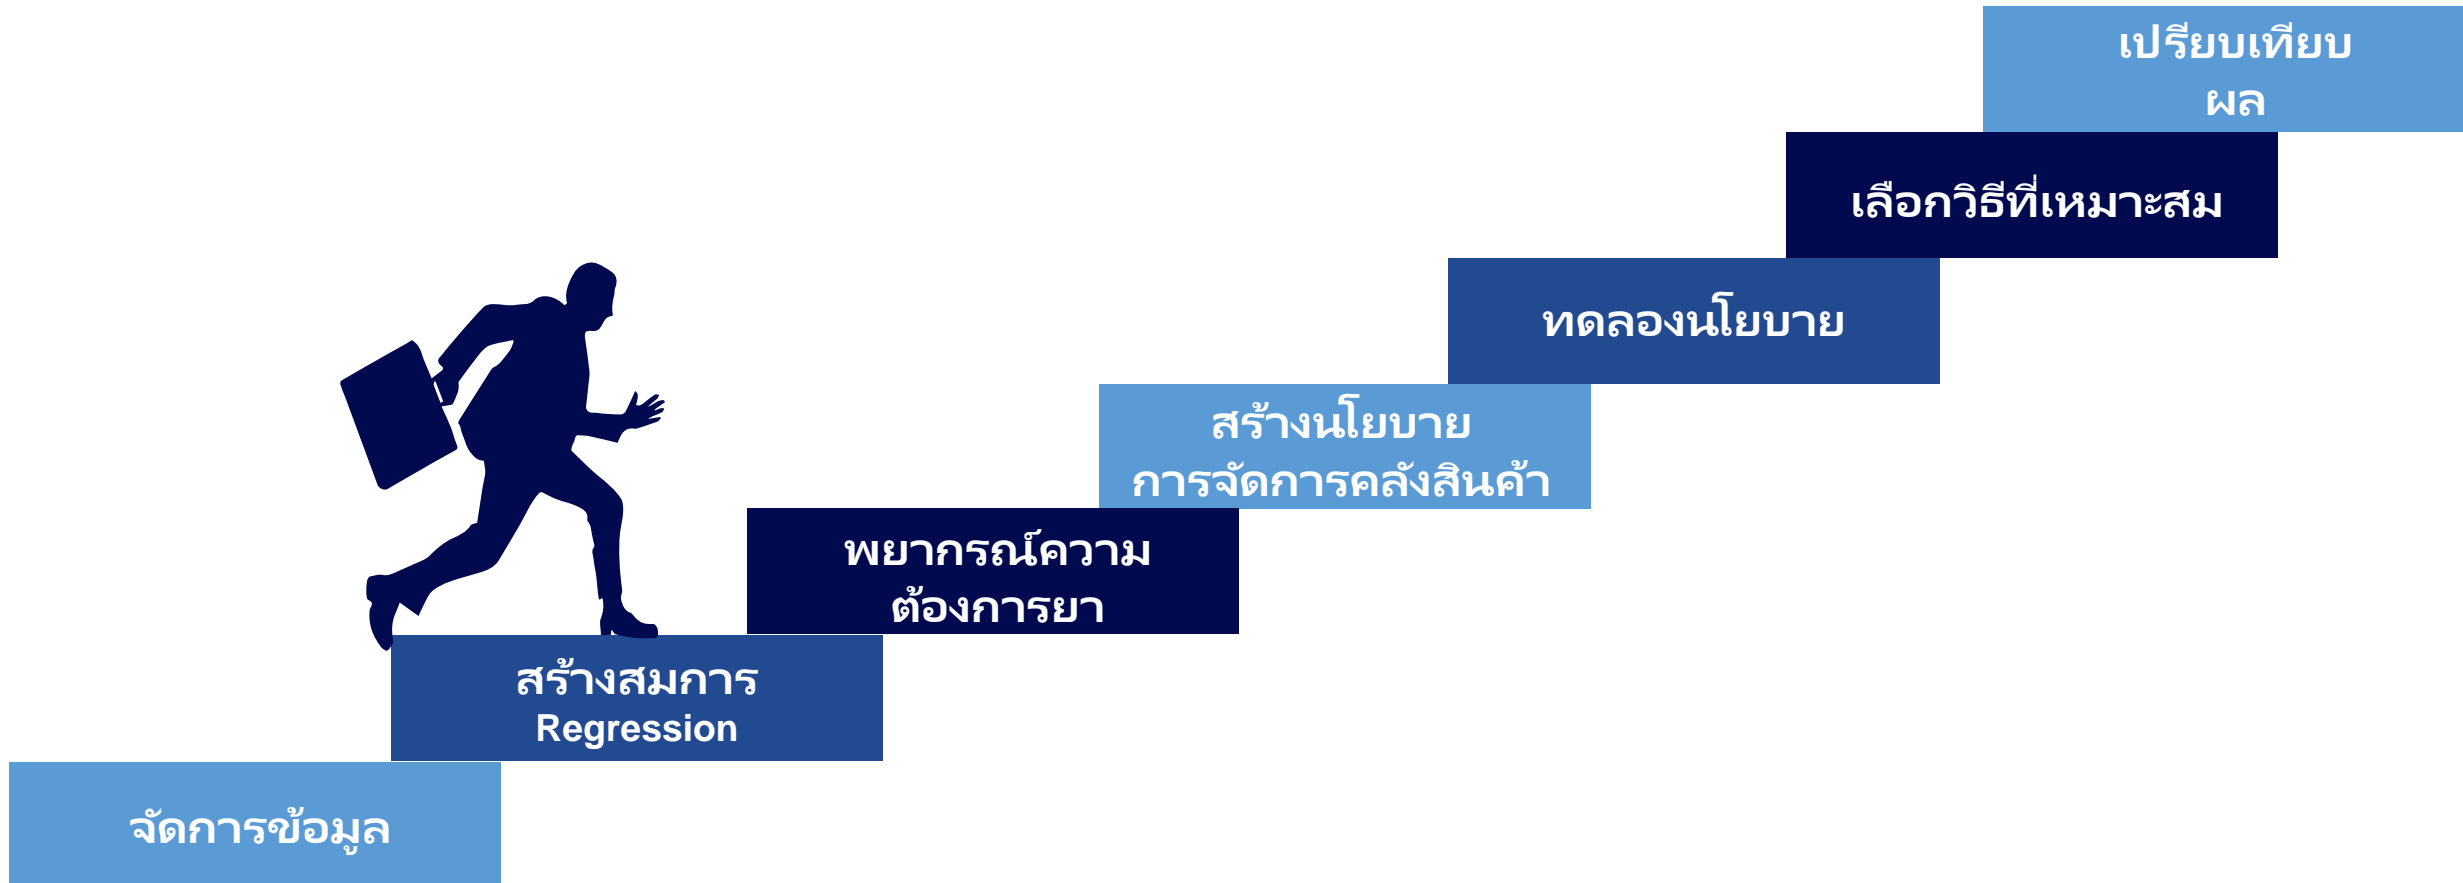 เปรียบเทียบ
ผล
เลือกวิธีที่เหมาะสม
ทดลองนโยบาย
สร้างนโยบาย
การจัดการคลังสินค้า
พยากรณ์ความ
ต้องการยา
สร้างสมการ
Regression
จัดการข้อมูล